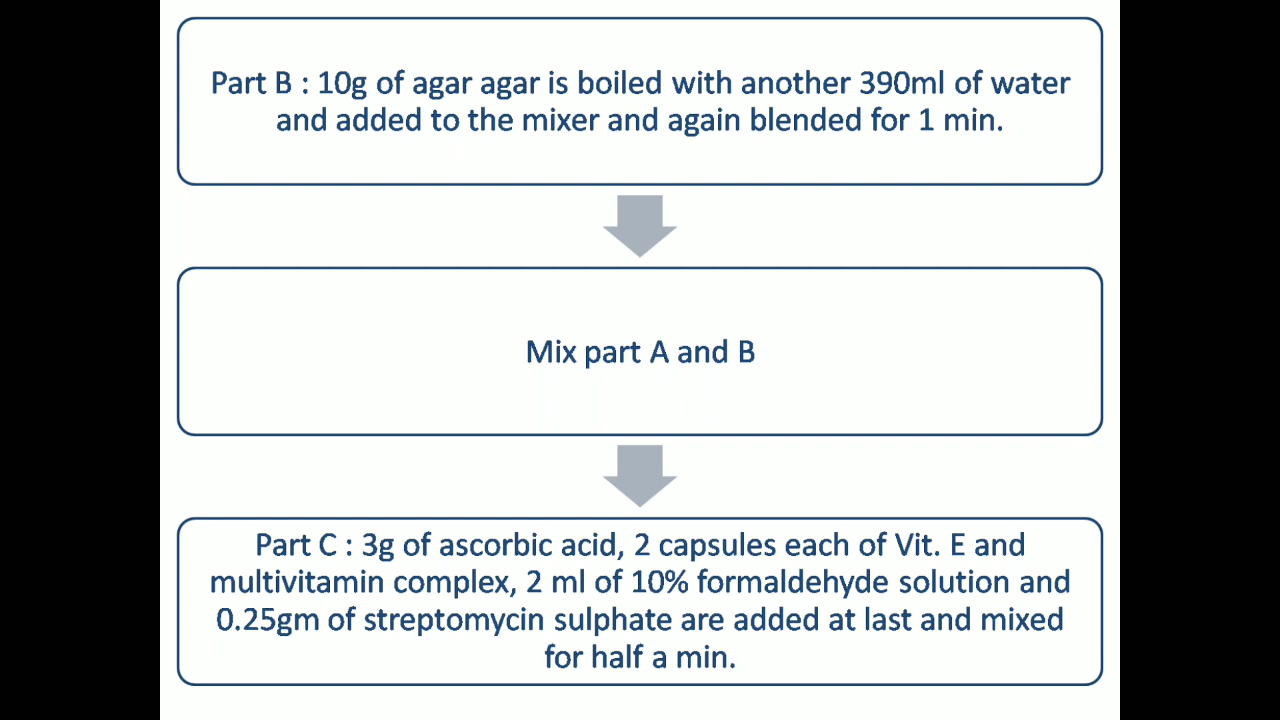 Part B : 10g of agar agar is boiled with another 390ml of water
and added to the mixer and again blended for 1 min.
Mix part A and B
Part C : 3g of ascorbic acid, 2 capsules each of Vit. E and
multivitamin complex, 2 ml of 10% formaldehyde solution and
0.25gm of streptomycin sulphate are added at last and mixed
for half a min.